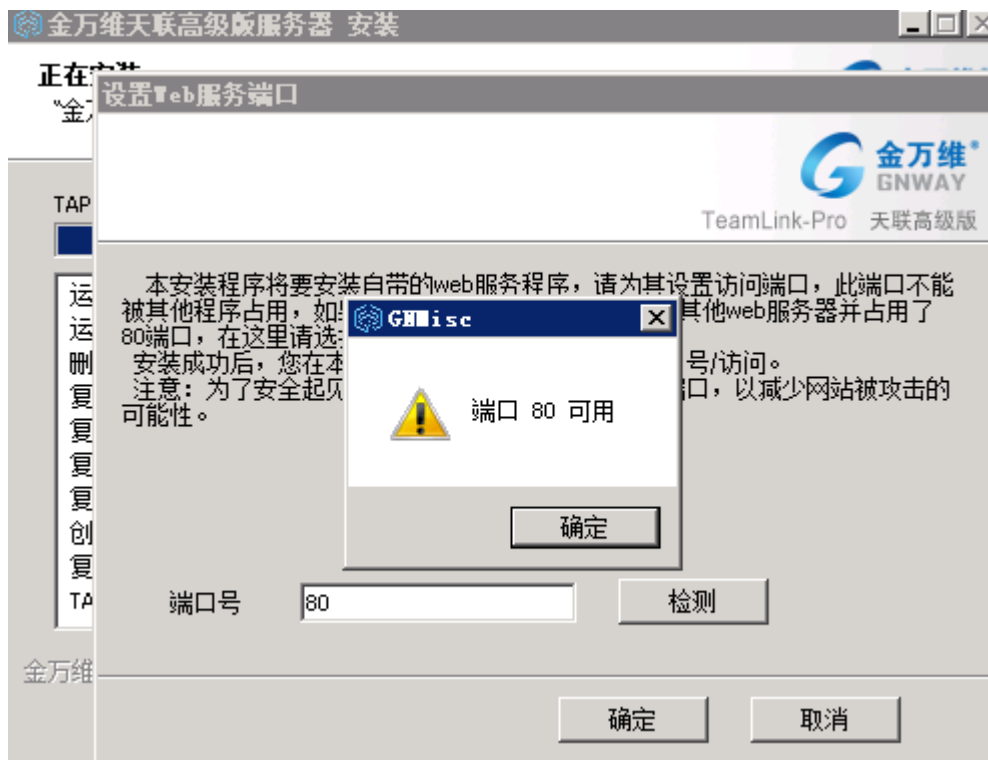 金万维天联高级版服务器 安装
正在安装
“金万
设置Web服务端口
金万维®
GNWAY
TeamLink-Pro 天联高级版
TAP
运
运
删
复
复
复
复
创
复
TA
本安装程序将要安装自带的web服务程序，请为其设置访问端口，此端口不能
被其他程序占用，如 其他web服务器并占用了
80端口，在这里请选 
安装成功后，您在本 号/访问。
注意：为了安全起见 口，以减少网站被攻击的
可能性。
GNMisc
端口 80 可用
确定
端口号 80 检测
金万维
确定 取消